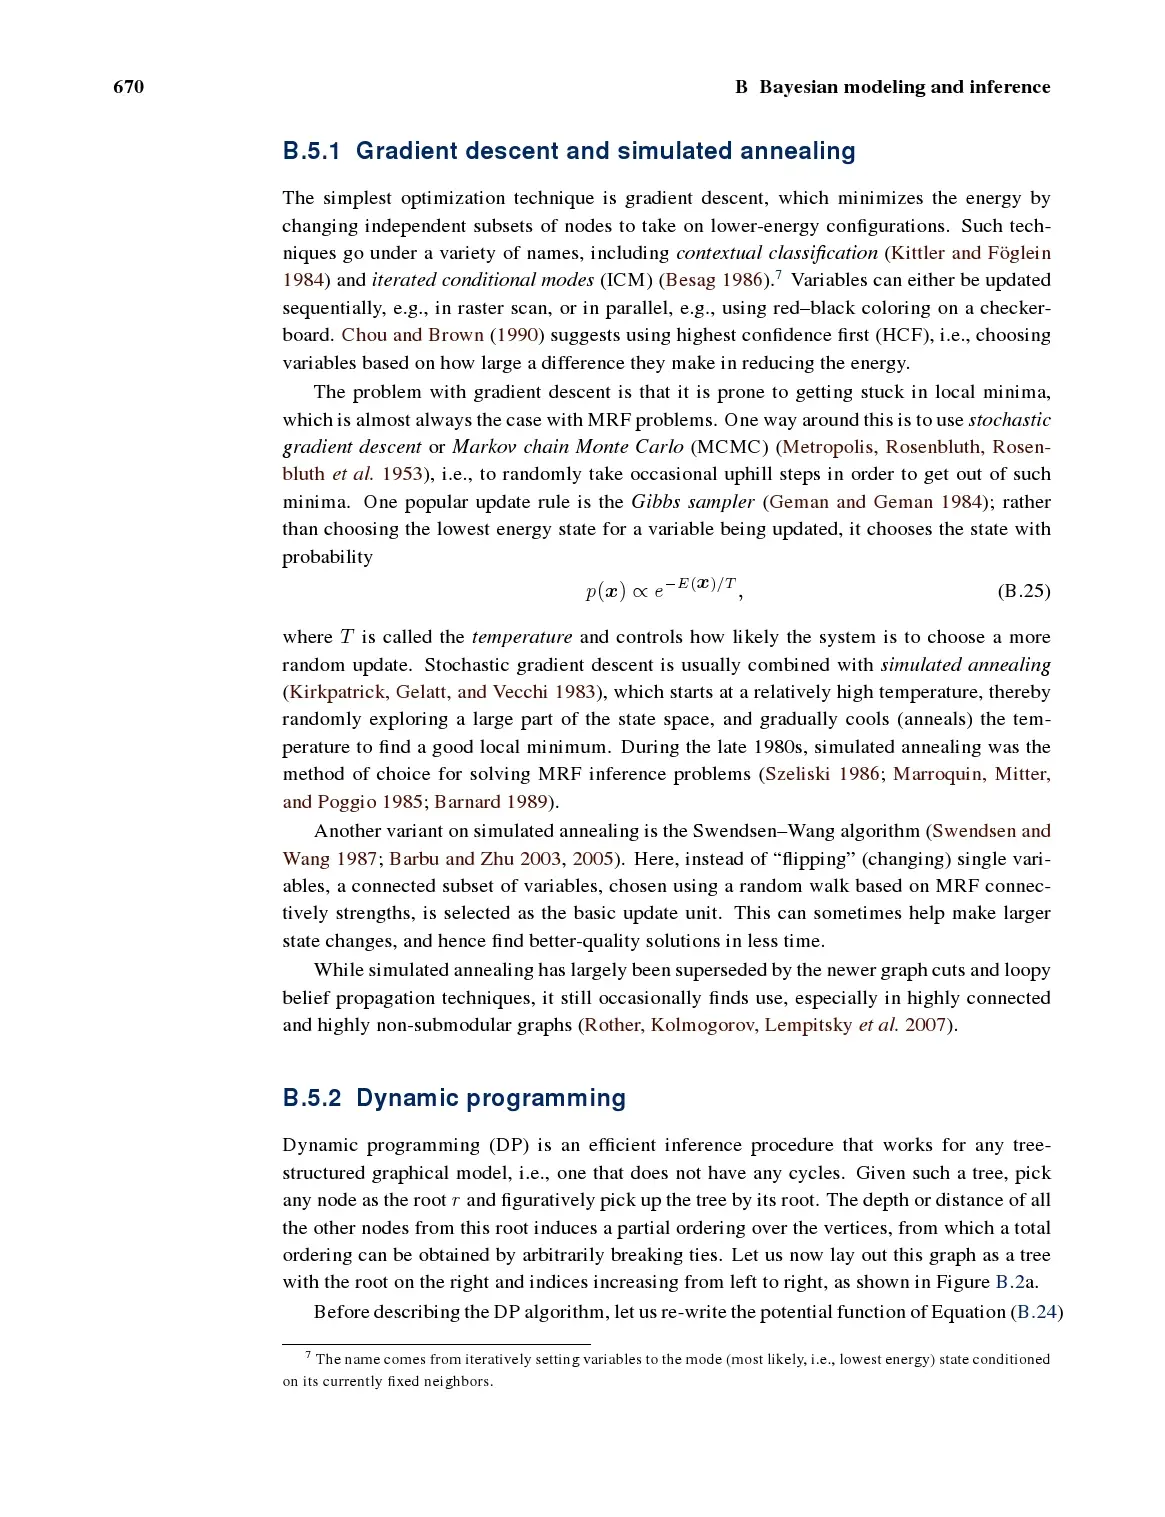 670
B Bayesian modeling and inference
B.5.1 Gradient descent and simulated annealing
The simplest optimization technique is gradient descent, which minimizes the energy by
changing independent subsets of nodes to take on lower-energy configurations. Such tech-
niques go under a variety of names, including contextual classification (Kittler and Föglein
1984) and iterated conditional modes (ICM) (Besag 1986).⁷ Variables can either be updated
sequentially, e.g., in raster scan, or in parallel, e.g., using red–black coloring on a checker-
board. Chou and Brown (1990) suggests using highest confidence first (HCF), i.e., choosing
variables based on how large a difference they make in reducing the energy.
The problem with gradient descent is that it is prone to getting stuck in local minima,
which is almost always the case with MRF problems. One way around this is to use stochastic
gradient descent or Markov chain Monte Carlo (MCMC) (Metropolis, Rosenbluth, Rosen-
bluth et al. 1953), i.e., to randomly take occasional uphill steps in order to get out of such
minima. One popular update rule is the Gibbs sampler (Geman and Geman 1984); rather
than choosing the lowest energy state for a variable being updated, it chooses the state with
probability
p(x) ∝ e^{−E(x)/T}, (B.25)
where T is called the temperature and controls how likely the system is to choose a more
random update. Stochastic gradient descent is usually combined with simulated annealing
(Kirkpatrick, Gelatt, and Vecchi 1983), which starts at a relatively high temperature, thereby
randomly exploring a large part of the state space, and gradually cools (anneals) the tem-
perature to find a good local minimum. During the late 1980s, simulated annealing was the
method of choice for solving MRF inference problems (Szeliski 1986; Marroquin, Mitter,
and Poggio 1985; Barnard 1989).
Another variant on simulated annealing is the Swendsen–Wang algorithm (Swendsen and
Wang 1987; Barbu and Zhu 2003, 2005). Here, instead of “flipping” (changing) single vari-
ables, a connected subset of variables, chosen using a random walk based on MRF connec-
tively strengths, is selected as the basic update unit. This can sometimes help make larger
state changes, and hence find better-quality solutions in less time.
While simulated annealing has largely been superseded by the newer graph cuts and loopy
belief propagation techniques, it still occasionally finds use, especially in highly connected
and highly non-submodular graphs (Rother, Kolmogorov, Lempitsky et al. 2007).
B.5.2 Dynamic programming
Dynamic programming (DP) is an efficient inference procedure that works for any tree-
structured graphical model, i.e., one that does not have any cycles. Given such a tree, pick
any node as the root r and figuratively pick up the tree by its root. The depth or distance of all
the other nodes from this root induces a partial ordering over the vertices, from which a total
ordering can be obtained by arbitrarily breaking ties. Let us now lay out this graph as a tree
with the root on the right and indices increasing from left to right, as shown in Figure B.2a.
Before describing the DP algorithm, let us re-write the potential function of Equation (B.24)
⁷ The name comes from iteratively setting variables to the mode (most likely, i.e., lowest energy) state conditioned
on its currently fixed neighbors.